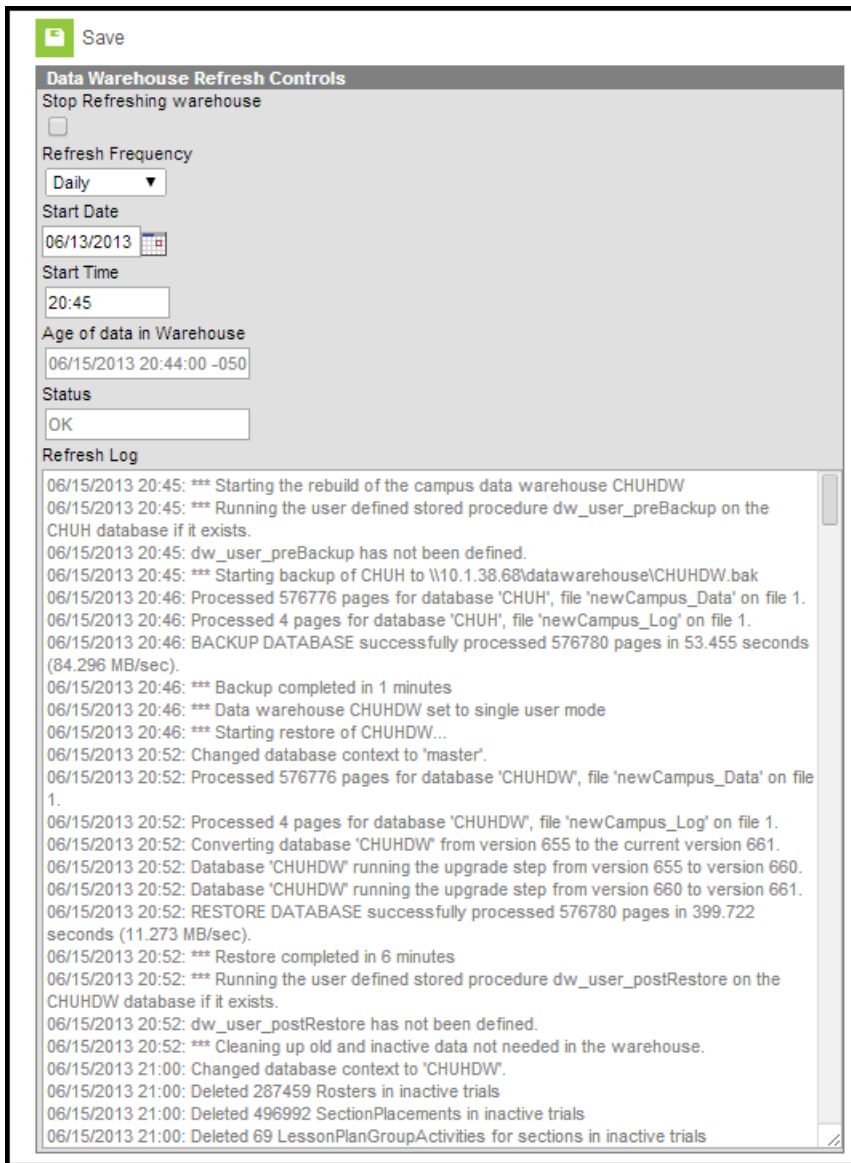 Save
Data Warehouse Refresh Controls
Stop Refreshing warehouse
Refresh Frequency
Daily
Start Date
06/13/2013
Start Time
20:45
Age of data in Warehouse
06/15/2013 20:44:00 -050
Status
OK
Refresh Log
06/15/2013 20:45: *** Starting the rebuild of the campus data warehouse CHUHDW
06/15/2013 20:45: *** Running the user defined stored procedure dw_user_preBackup on the
CHUH database if it exists.
06/15/2013 20:45: dw_user_preBackup has not been defined.
06/15/2013 20:45: *** Starting backup of CHUH to \\10.1.38.68\datawarehouse\CHUHDW.bak
06/15/2013 20:46: Processed 576776 pages for database 'CHUH', file 'newCampus_Data' on file 1.
06/15/2013 20:46: Processed 4 pages for database 'CHUH', file 'newCampus_Log' on file 1.
06/15/2013 20:46: BACKUP DATABASE successfully processed 576780 pages in 53.455 seconds
(84.296 MB/sec).
06/15/2013 20:46: *** Backup completed in 1 minutes
06/15/2013 20:46: *** Data warehouse CHUHDW set to single user mode
06/15/2013 20:46: *** Starting restore of CHUHDW...
06/15/2013 20:52: Changed database context to 'master'.
06/15/2013 20:52: Processed 576776 pages for database 'CHUHDW', file 'newCampus_Data' on file
1.
06/15/2013 20:52: Processed 4 pages for database 'CHUHDW', file 'newCampus_Log' on file 1.
06/15/2013 20:52: Converting database 'CHUHDW' from version 655 to the current version 661.
06/15/2013 20:52: Database 'CHUHDW' running the upgrade step from version 655 to version 660.
06/15/2013 20:52: Database 'CHUHDW' running the upgrade step from version 660 to version 661.
06/15/2013 20:52: RESTORE DATABASE successfully processed 576780 pages in 399.722
seconds (11.273 MB/sec).
06/15/2013 20:52: *** Restore completed in 6 minutes
06/15/2013 20:52: *** Running the user defined stored procedure dw_user_postRestore on the
CHUHDW database if it exists.
06/15/2013 20:52: dw_user_postRestore has not been defined.
06/15/2013 20:52: *** Cleaning up old and inactive data not needed in the warehouse.
06/15/2013 21:00: Changed database context to 'CHUHDW'.
06/15/2013 21:00: Deleted 287459 Rosters in inactive trials
06/15/2013 21:00: Deleted 496992 SectionPlacements in inactive trials
06/15/2013 21:00: Deleted 69 LessonPlanGroupActivities for sections in inactive trials